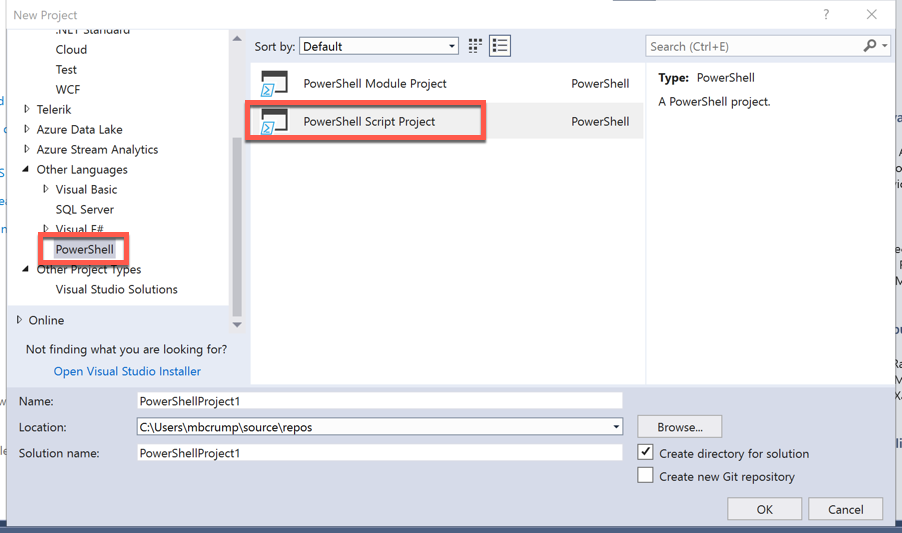 New Project
? 
.NET Standard
Cloud
Test
WCF
Telerik
Azure Data Lake
Azure Stream Analytics
Other Languages
Visual Basic
SQL Server
Visual F#
PowerShell
Other Project Types
Visual Studio Solutions
Online
Not finding what you are looking for?
Open Visual Studio Installer
Sort by: Default
Search (Ctrl+E)
PowerShell Module Project PowerShell
PowerShell Script Project PowerShell
Type: PowerShell
A PowerShell project.
Name: PowerShellProject1
Location: C:\Users\mbcrump\source\repos
Browse...
Solution name: PowerShellProject1
Create directory for solution
Create new Git repository
OK Cancel